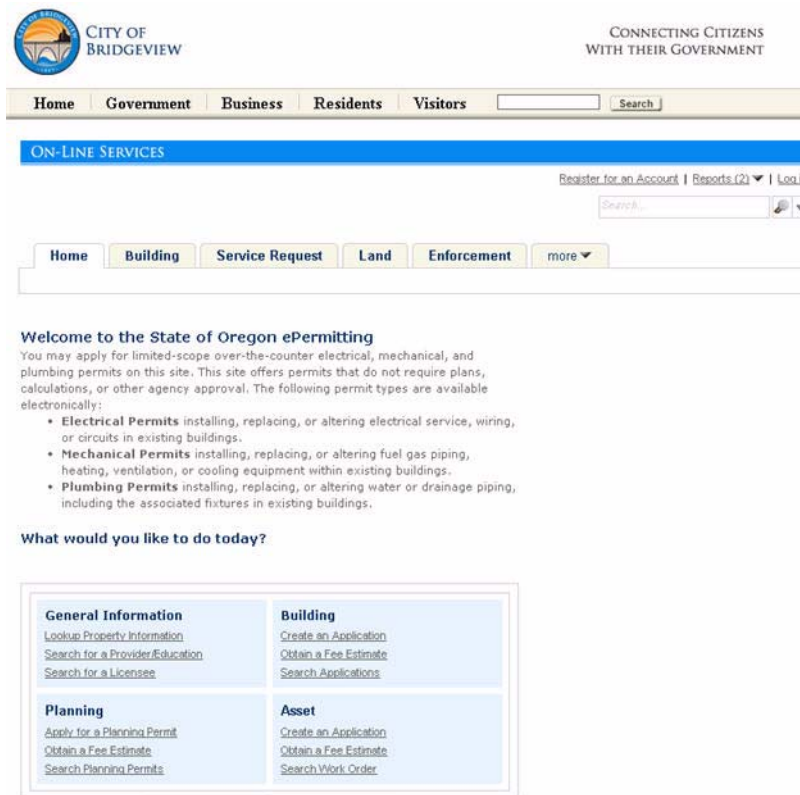 CITY OF
BRIDGEVIEW
CONNECTING CITIZENS
WITH THEIR GOVERNMENT
Home Government Business Residents Visitors Search
ON-LINE SERVICES
Register for an Account | Reports (2) | Log
Search...
Home Building Service Request Land Enforcement more
Welcome to the State of Oregon ePermitting
You may apply for limited-scope over-the-counter electrical, mechanical, and
plumbing permits on this site. This site offers permits that do not require plans,
calculations, or other agency approval. The following permit types are available
electronically:
• Electrical Permits installing, replacing, or altering electrical service, wiring,
or circuits in existing buildings.
• Mechanical Permits installing, replacing, or altering fuel gas piping,
heating, ventilation, or cooling equipment within existing buildings.
• Plumbing Permits installing, replacing, or altering water or drainage piping,
including the associated fixtures in existing buildings.
What would you like to do today?
General Information
Lookup Property Information
Search for a Provider/Education
Search for a Licensee
Building
Create an Application
Obtain a Fee Estimate
Search Applications
Planning
Apply for a Planning Permit
Obtain a Fee Estimate
Search Planning Permits
Asset
Create an Application
Obtain a Fee Estimate
Search Work Order